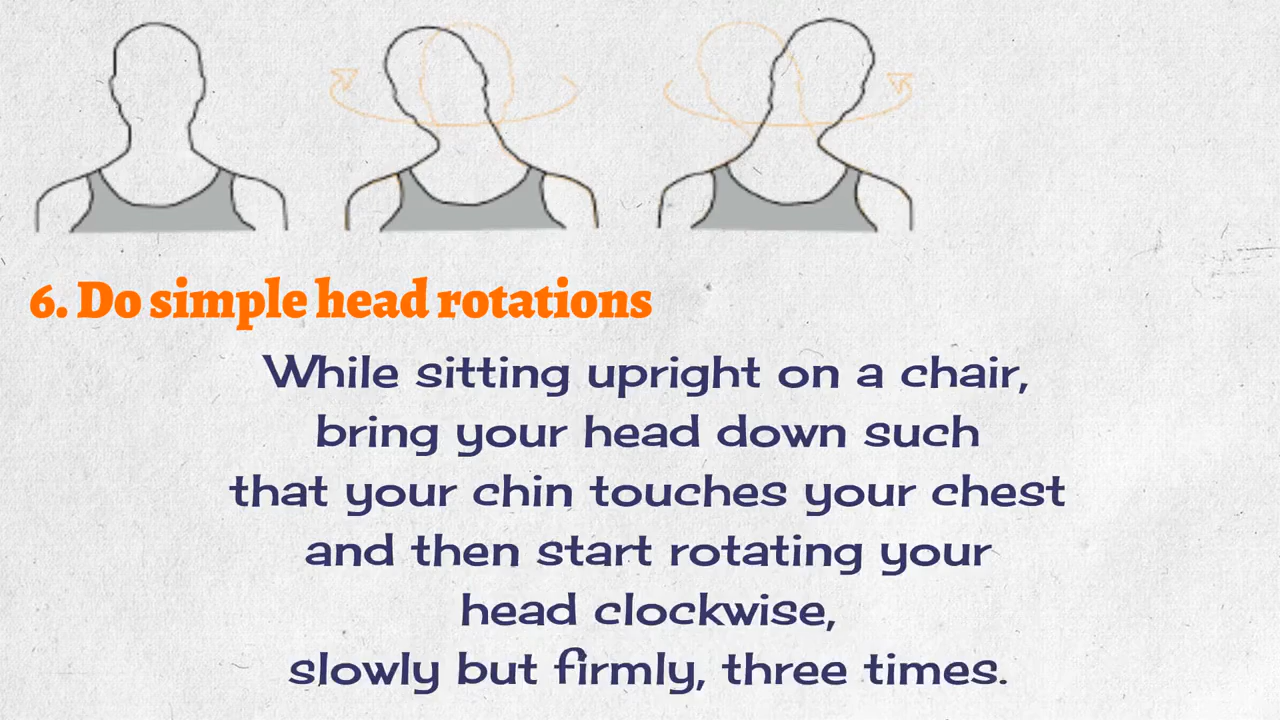 6. Do simple head rotations
While sitting upright on a chair,
bring your head down such
that your chin touches your chest
and then start rotating your
head clockwise,
slowly but firmly, three times.